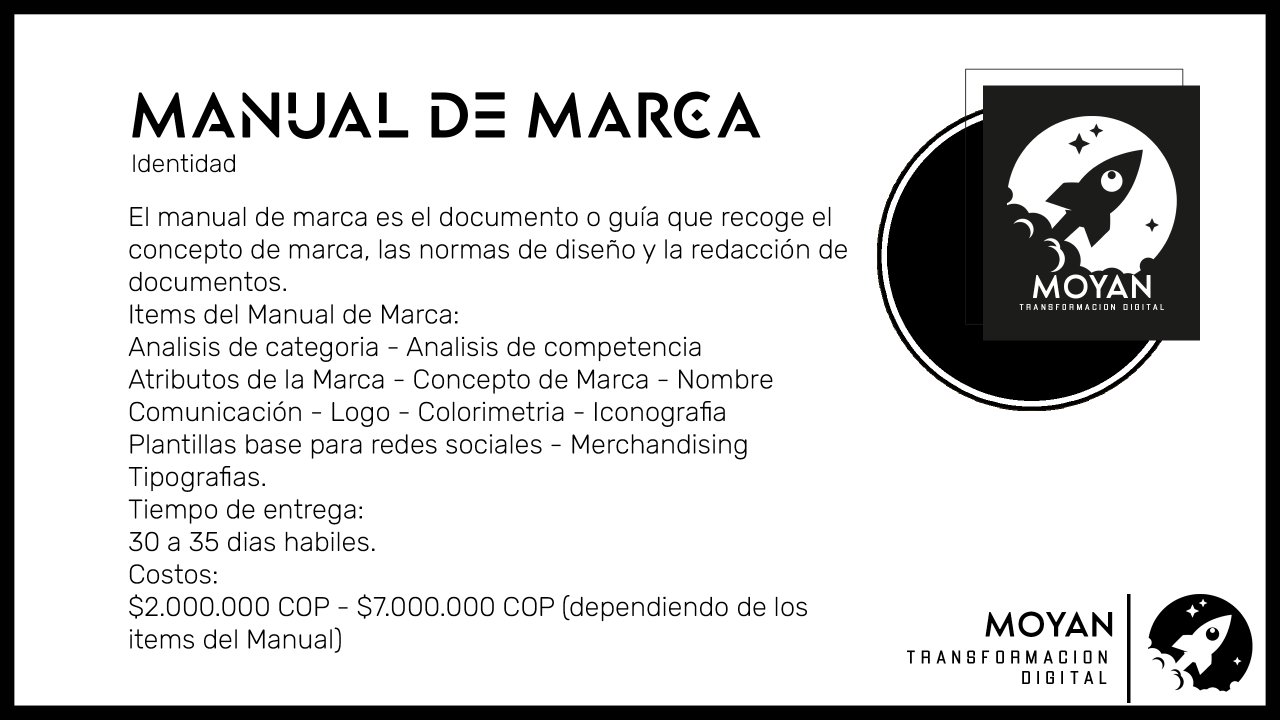 MANUAL DE MARCA
Identidad
El manual de marca es el documento o guía que recoge el
concepto de marca, las normas de diseño y la redacción de
documentos.
Items del Manual de Marca:
Analisis de categoria - Analisis de competencia
Atributos de la Marca - Concepto de Marca - Nombre
Comunicación - Logo - Colorimetria - Iconografia
Plantillas base para redes sociales - Merchandising
Tipografias.
Tiempo de entrega:
30 a 35 dias habiles.
Costos:
$2.000.000 COP - $7.000.000 COP (dependiendo de los
items del Manual)
MOYAN
TRANSFORMACION DIGITAL
MOYAN
TRANSFORMACION
DIGITAL